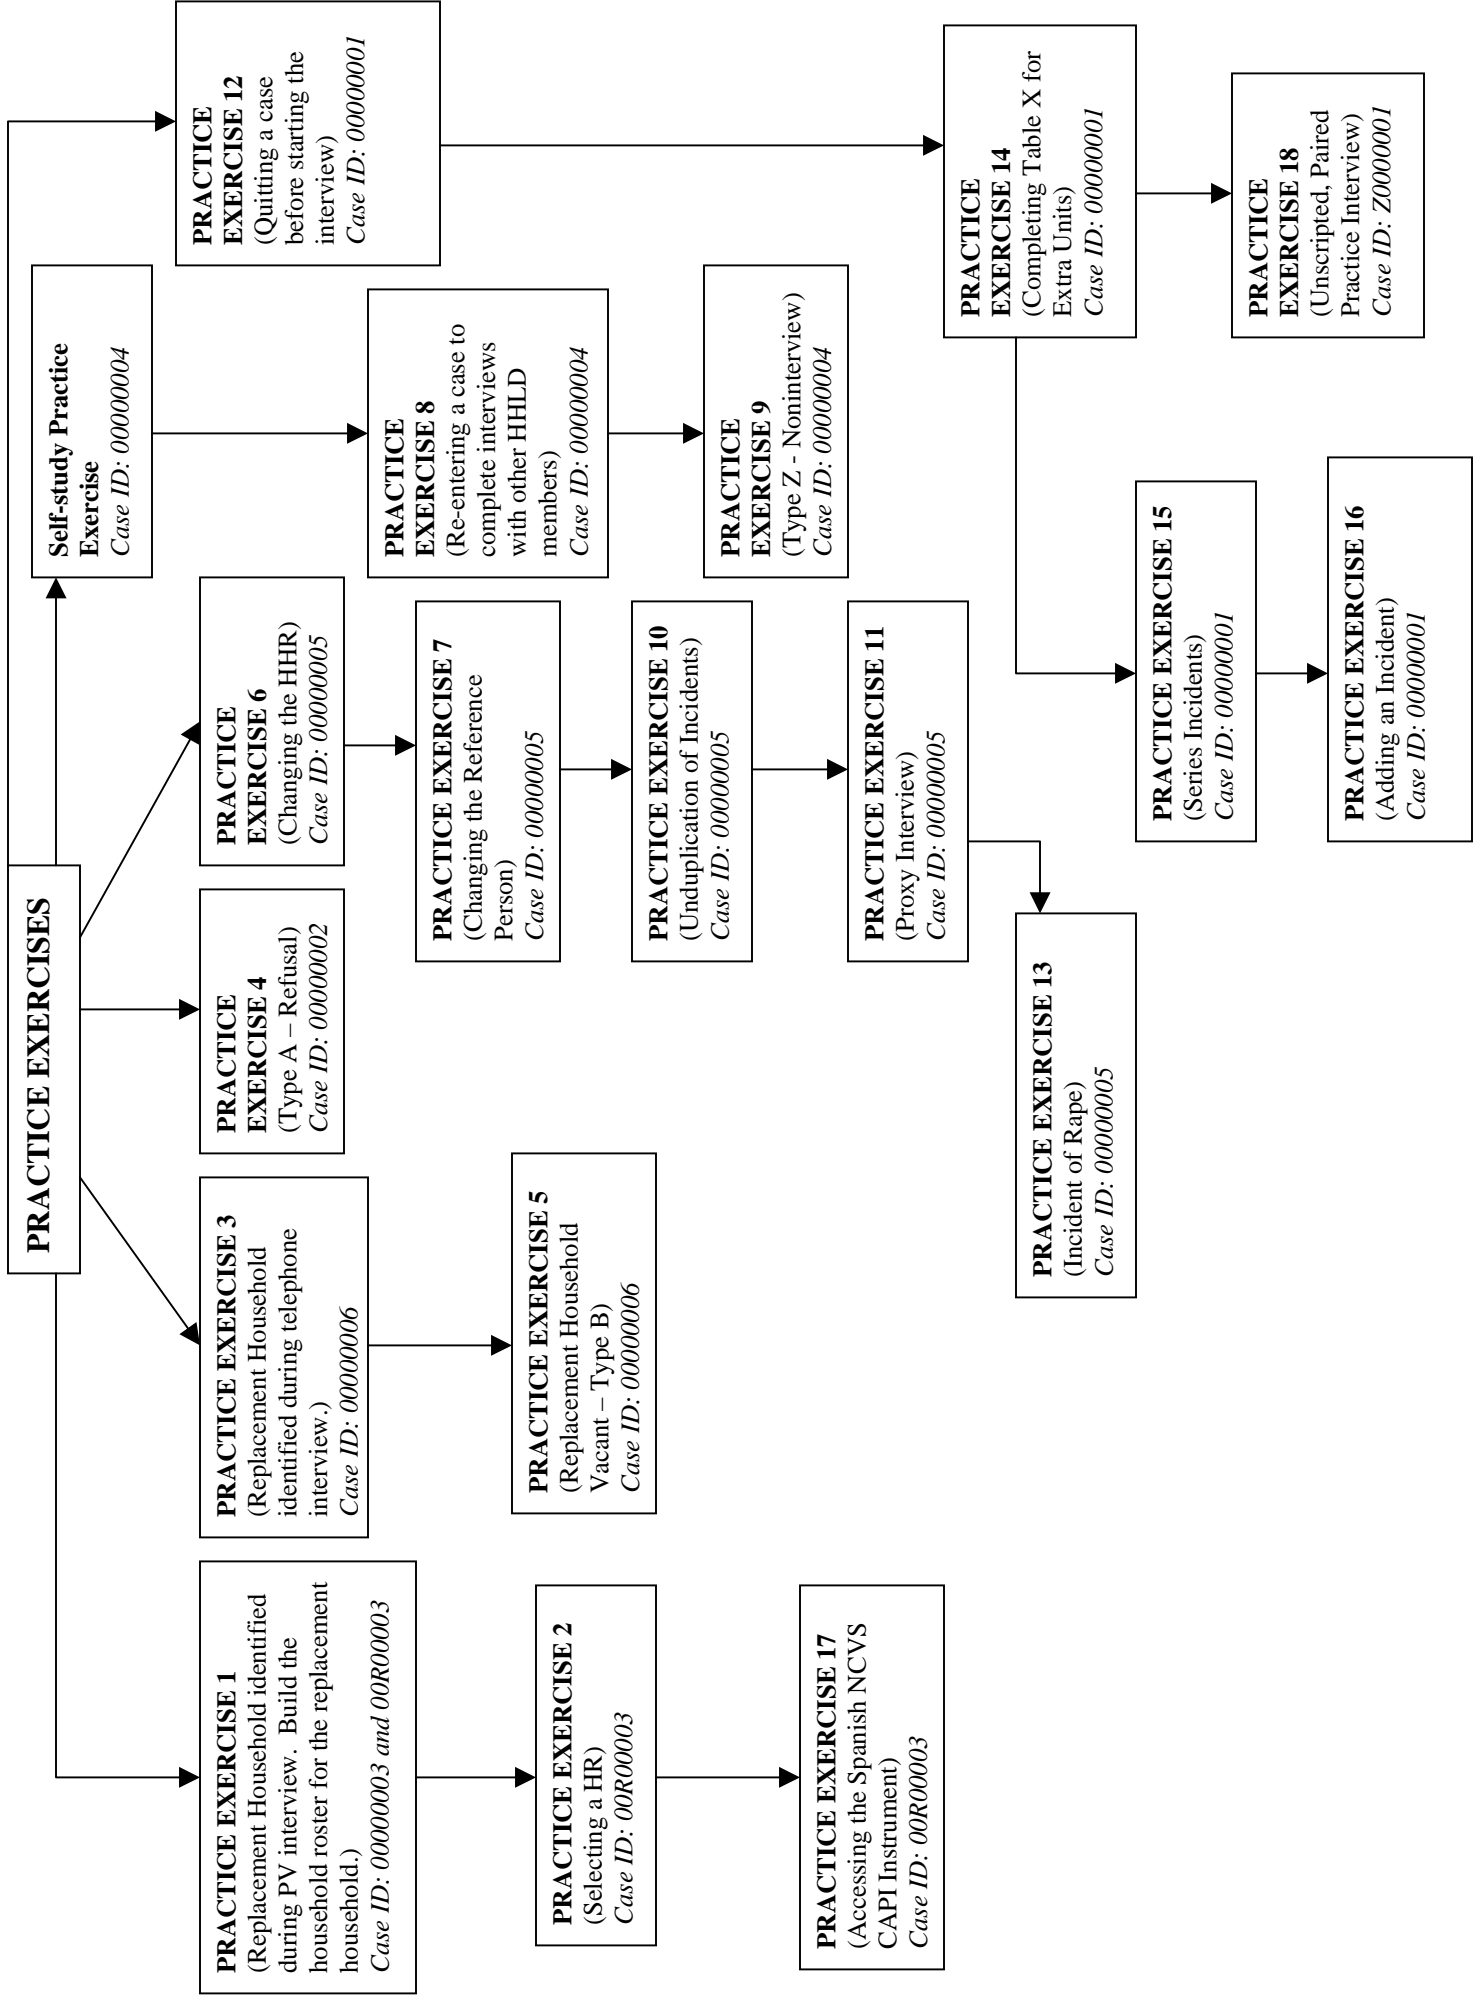 PRACTICE EXERCISES
PRACTICE EXERCISE 1
(Replacement Household identified
during PV interview. Build the
household roster for the replacement
household.)
Case ID: 00000003 and 00R00003
PRACTICE EXERCISE 2
(Selecting a HR)
Case ID: 00R00003
PRACTICE EXERCISE 17
(Accessing the Spanish NCVS
CAPI Instrument)
Case ID: 00R00003
PRACTICE EXERCISE 3
(Replacement Household
identified during telephone
interview.)
Case ID: 00000006
PRACTICE EXERCISE 5
(Replacement Household
Vacant – Type B)
Case ID: 00000006
PRACTICE
EXERCISE 4
(Type A – Refusal)
Case ID: 00000002
PRACTICE
EXERCISE 6
(Changing the HHR)
Case ID: 00000005
PRACTICE EXERCISE 7
(Changing the Reference
Person)
Case ID: 00000005
PRACTICE EXERCISE 10
(Unduplication of Incidents)
Case ID: 00000005
PRACTICE EXERCISE 11
(Proxy Interview)
Case ID: 00000005
PRACTICE EXERCISE 13
(Incident of Rape)
Case ID: 00000005
Self-study Practice
Exercise
Case ID: 00000004
PRACTICE
EXERCISE 8
(Re-entering a case to
complete interviews
with other HHLD
members)
Case ID: 00000004
PRACTICE
EXERCISE 9
(Type Z - Noninterview)
Case ID: 00000004
PRACTICE
EXERCISE 12
(Quitting a case
before starting the
interview)
Case ID: 00000001
PRACTICE
EXERCISE 14
(Completing Table X for
Extra Units)
Case ID: 00000001
PRACTICE EXERCISE 15
(Series Incidents)
Case ID: 00000001
PRACTICE EXERCISE 16
(Adding an Incident)
Case ID: 00000001
PRACTICE
EXERCISE 18
(Unscripted, Paired
Practice Interview)
Case ID: Z0000001